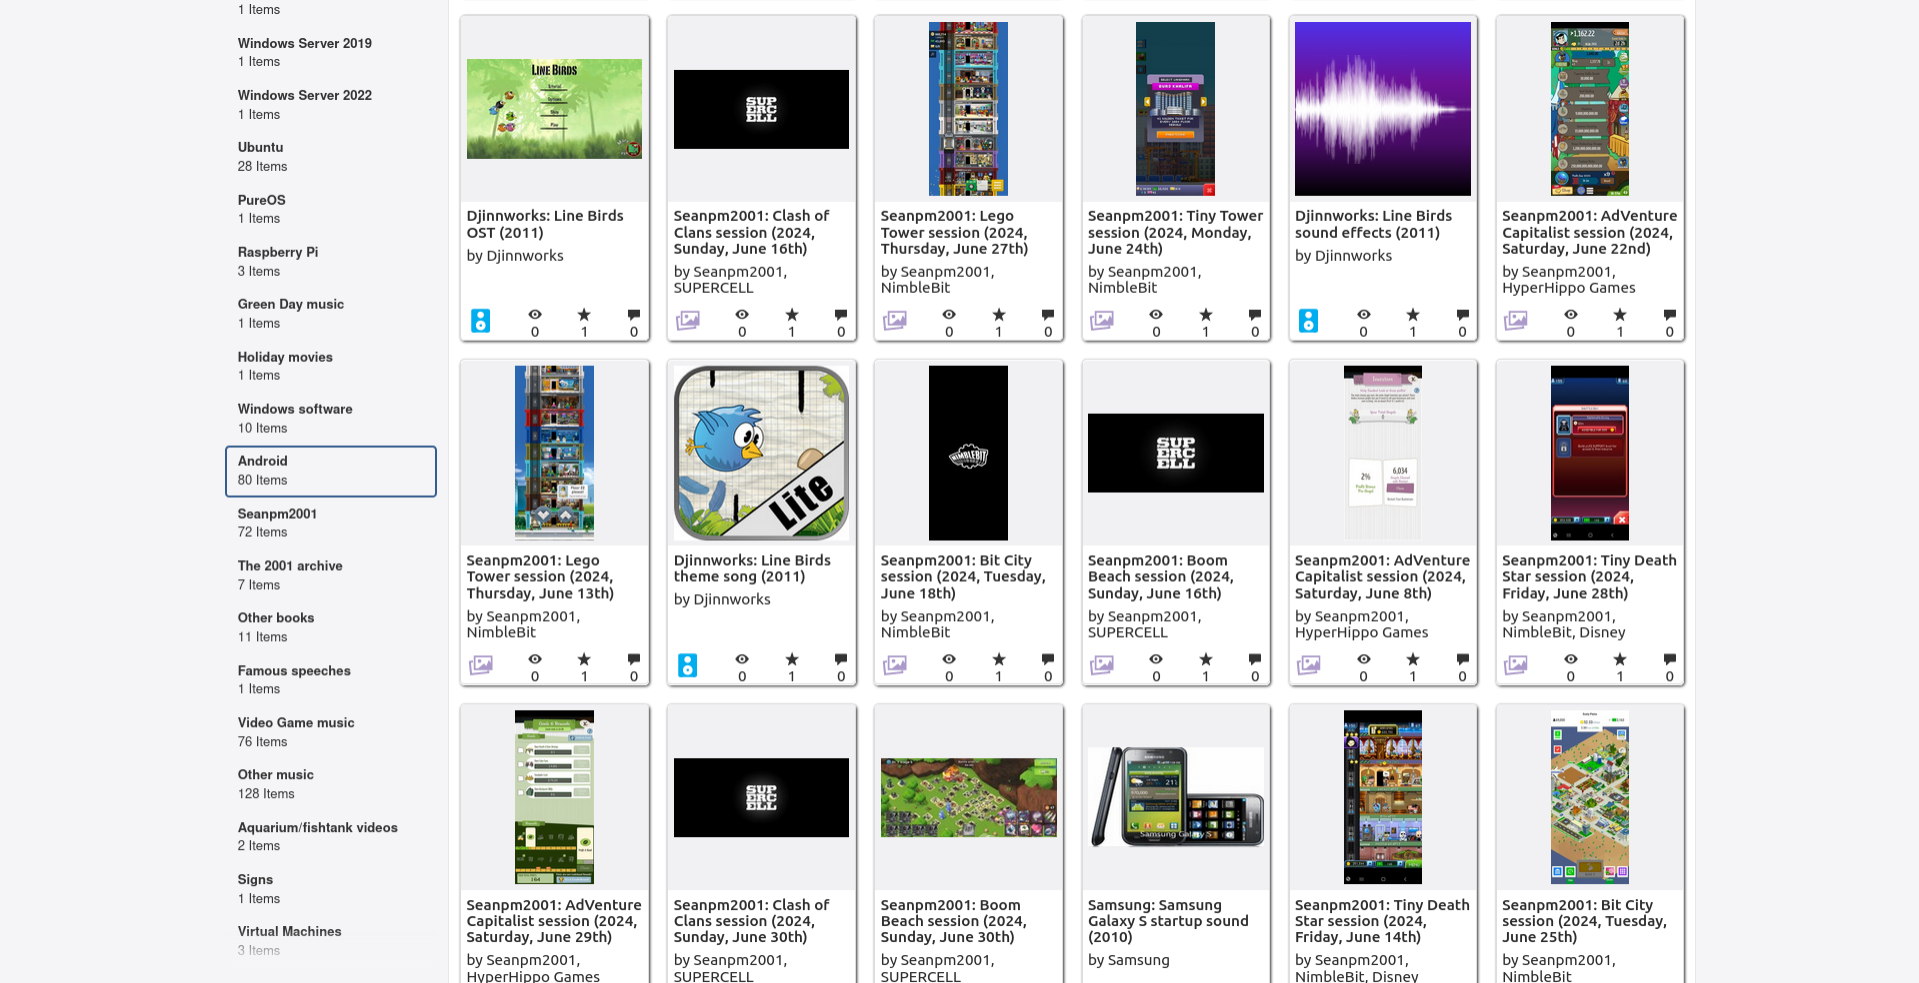 1 Items
Windows Server 2019
1 Items
Windows Server 2022
1 Items
Ubuntu
28 Items
PureOS
1 Items
Raspberry Pi
3 Items
Green Day music
1 Items
Holiday movies
1 Items
Windows software
10 Items
Android
80 Items
Seanpm2001
72 Items
The 2001 archive
7 Items
Other books
11 Items
Famous speeches
1 Items
Video Game music
76 Items
Other music
128 Items
Aquarium/fishtank videos
2 Items
Signs
1 Items
Virtual Machines
3 Items
LINE BIRDS
Djinnworks: Line Birds
OST (2011)
by Djinnworks
0 1 0
SUP
ERC
ELL
Seanpm2001: Clash of
Clans session (2024,
Sunday, June 16th)
by Seanpm2001,
SUPERCELL
0 1 0
Seanpm2001: Lego
Tower session (2024,
Thursday, June 27th)
by Seanpm2001,
NimbleBit
0 1 0
Seanpm2001: Tiny Tower
session (2024, Monday,
June 24th)
by Seanpm2001,
NimbleBit
0 1 0
Djinnworks: Line Birds
sound effects (2011)
by Djinnworks
0 1 0
Seanpm2001: AdVenture
Capitalist session (2024,
Saturday, June 22nd)
by Seanpm2001,
HyperHippo Games
0 1 0
Seanpm2001: Lego
Tower session (2024,
Thursday, June 13th)
by Seanpm2001,
NimbleBit
0 1 0
Lite
Djinnworks: Line Birds
theme song (2011)
by Djinnworks
0 1 0
NIMBLEBIT
Seanpm2001: Bit City
session (2024, Tuesday,
June 18th)
by Seanpm2001,
NimbleBit
0 1 0
SUP
ERC
ELL
Seanpm2001: Boom
Beach session (2024,
Sunday, June 16th)
by Seanpm2001,
SUPERCELL
0 1 0
2%
6,034
Seanpm2001: AdVenture
Capitalist session (2024,
Saturday, June 8th)
by Seanpm2001,
HyperHippo Games
0 1 0
Seanpm2001: Tiny Death
Star session (2024,
Friday, June 28th)
by Seanpm2001,
NimbleBit, Disney
0 1 0
Seanpm2001: AdVenture
Capitalist session (2024,
Saturday, June 29th)
by Seanpm2001,
HyperHippo Games
SUP
ERC
ELL
Seanpm2001: Clash of
Clans session (2024,
Sunday, June 30th)
by Seanpm2001,
SUPERCELL
Seanpm2001: Boom
Beach session (2024,
Sunday, June 30th)
by Seanpm2001,
SUPERCELL
Samsung Galaxy S
Samsung: Samsung
Galaxy S startup sound
(2010)
by Samsung
Seanpm2001: Tiny Death
Star session (2024,
Friday, June 14th)
by Seanpm2001,
NimbleBit, Disney
Seanpm2001: Bit City
session (2024, Tuesday,
June 25th)
by Seanpm2001,
NimbleBit